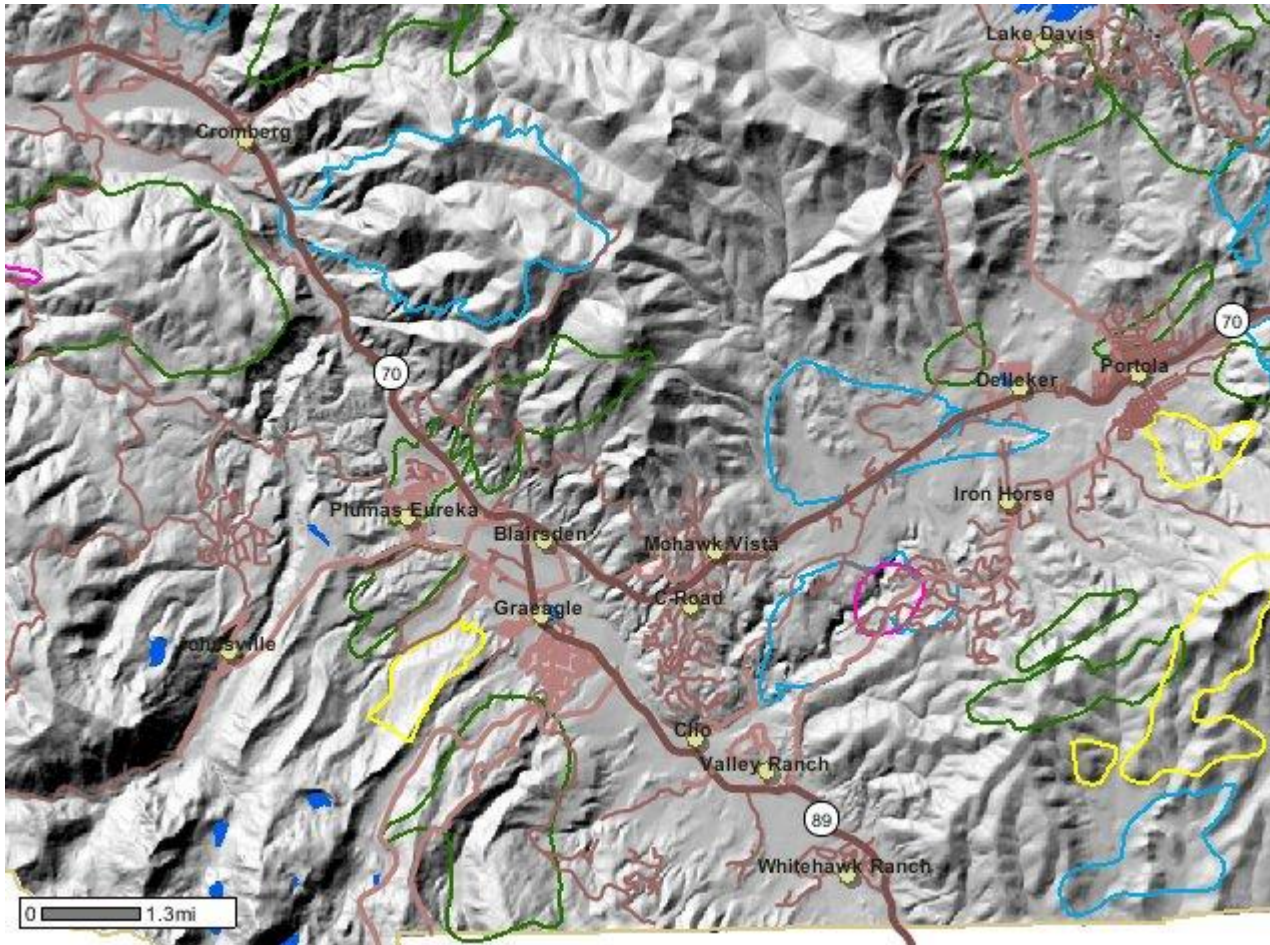 Lake Davis
Cromberg
70
70
Portola
Delleker
Iron Horse
Plumas Eureka
Blairsden
Mohawk Vista
C-Road
Graeagle
Johnsville
Clio
Valley Ranch
89
Whitehawk Ranch
0 1.3mi